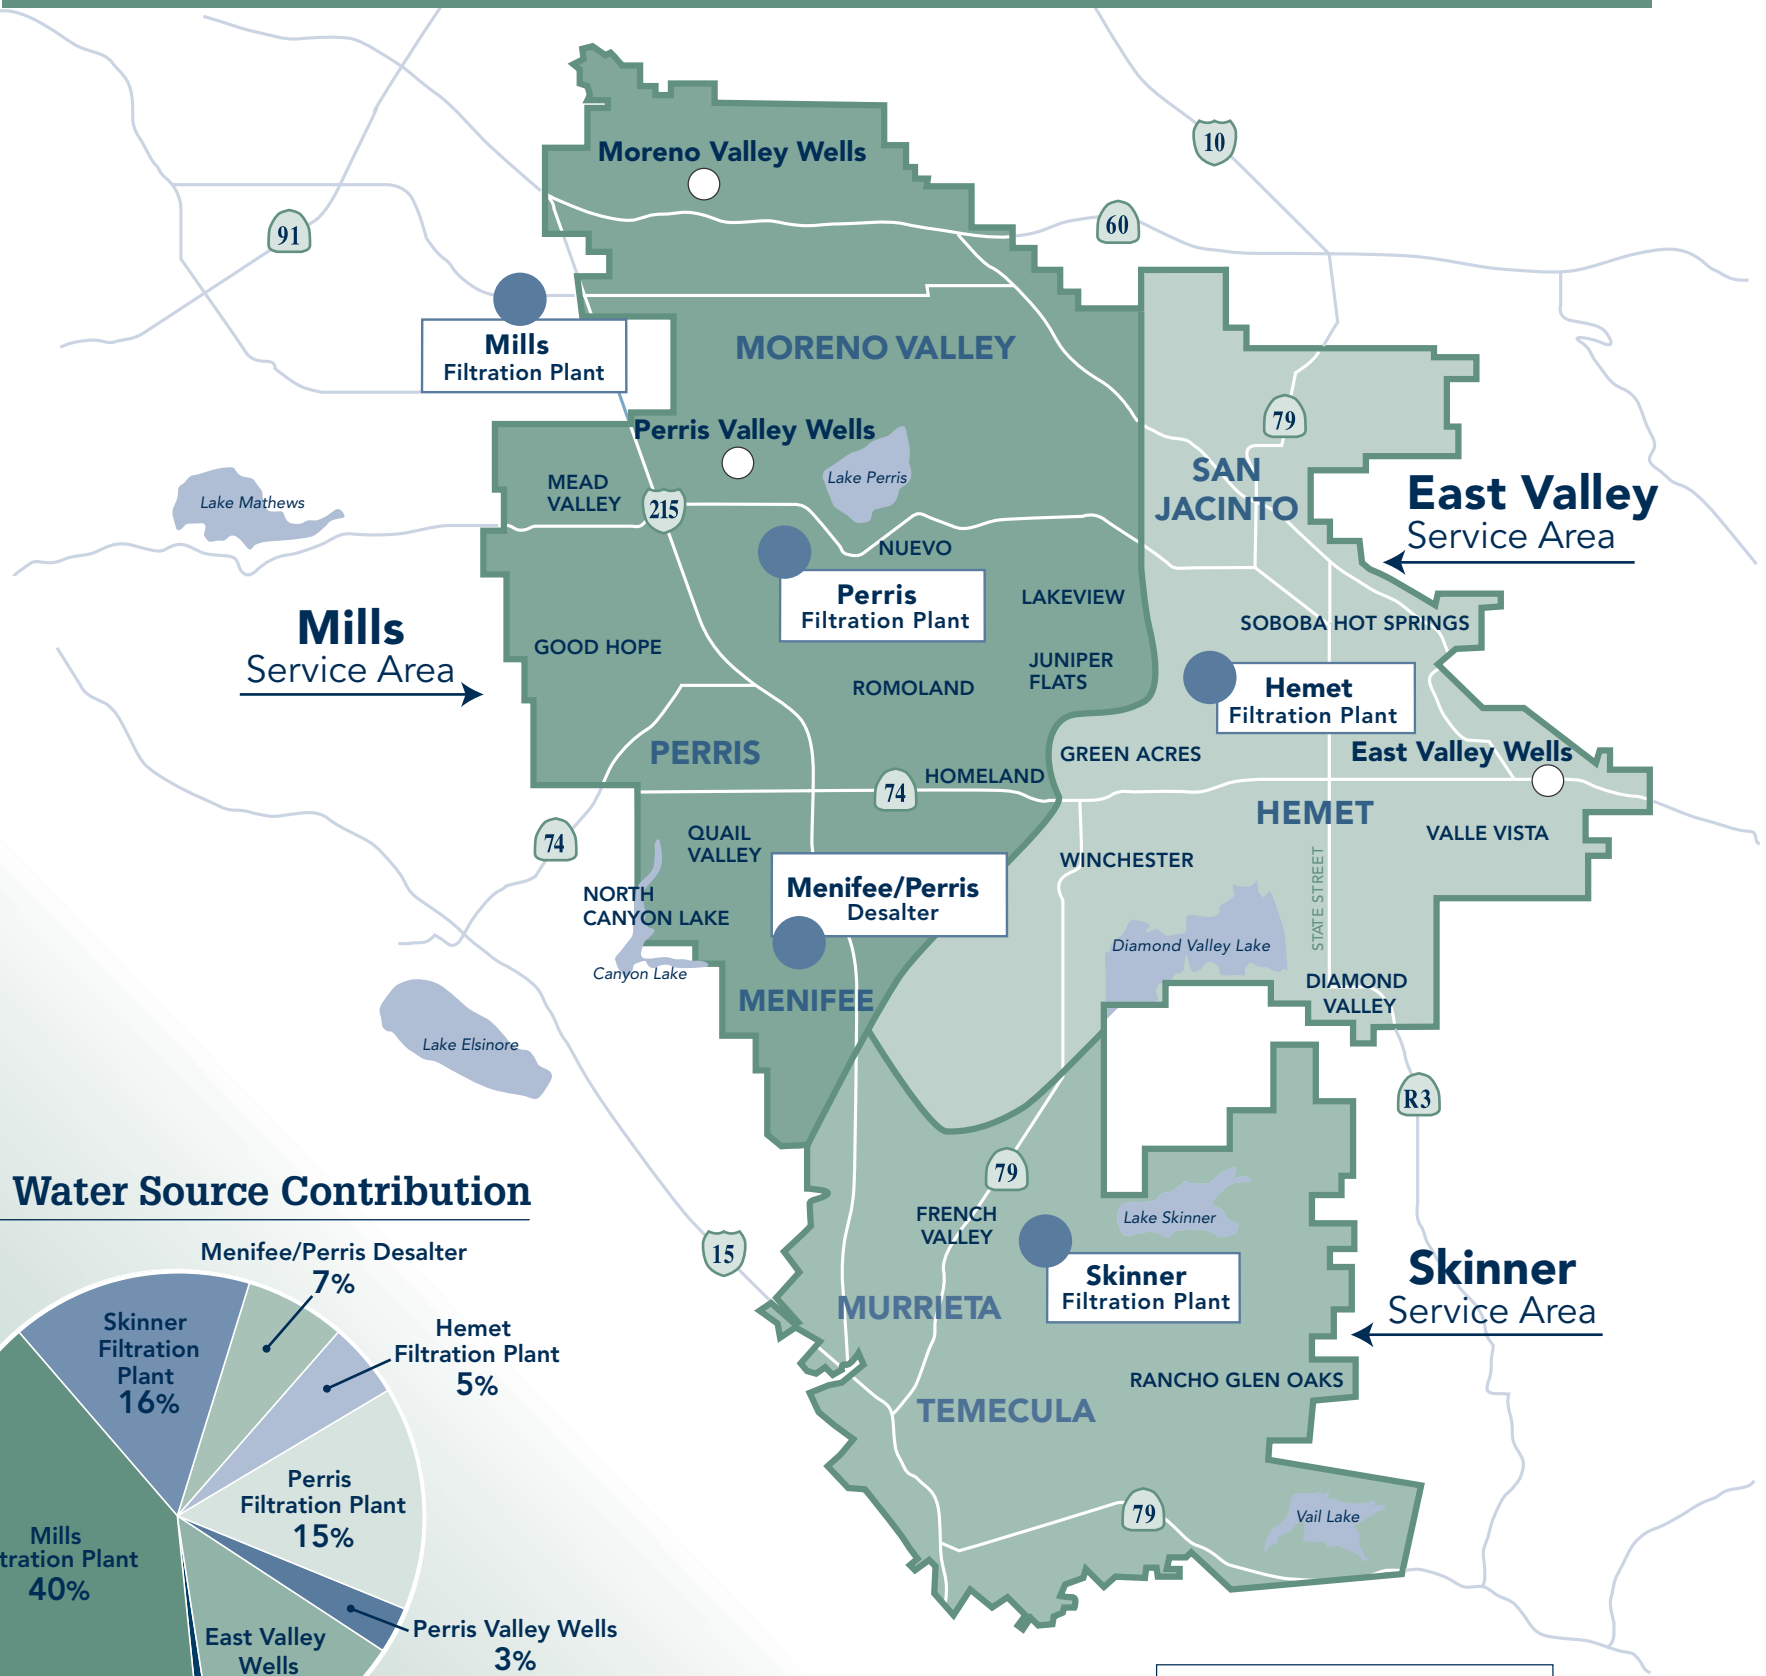 10
60
91
Moreno Valley Wells
Mills
Filtration Plant
MORENO VALLEY
79
Perris Valley Wells
Lake Perris
SAN
JACINTO
MEAD
VALLEY
215
Lake Mathews
East Valley
Service Area
NUEVO
Perris
Filtration Plant
LAKEVIEW
SOBOBA HOT SPRINGS
Mills
Service Area
GOOD HOPE
JUNIPER
FLATS
ROMOLAND
Hemet
Filtration Plant
PERRIS
GREEN ACRES
East Valley Wells
HOMELAND
74
HEMET
74
QUAIL
VALLEY
VALLE VISTA
WINCHESTER
STATE STREET
Menifee/Perris
Desalter
NORTH
CANYON LAKE
Canyon Lake
Diamond Valley Lake
DIAMOND
VALLEY
MENIFEE
Lake Elsinore
R3
79
FRENCH
VALLEY
Lake Skinner
15
Skinner
Filtration Plant
Skinner
Service Area
MURRIETA
RANCHO GLEN OAKS
TEMECULA
79
Vail Lake
Water Source Contribution
Menifee/Perris Desalter
7%
Skinner
Filtration
Plant
16%
Hemet
Filtration Plant
5%
Perris
Filtration Plant
15%
Mills
tration Plant
40%
Perris Valley Wells
3%
East Valley
Wells